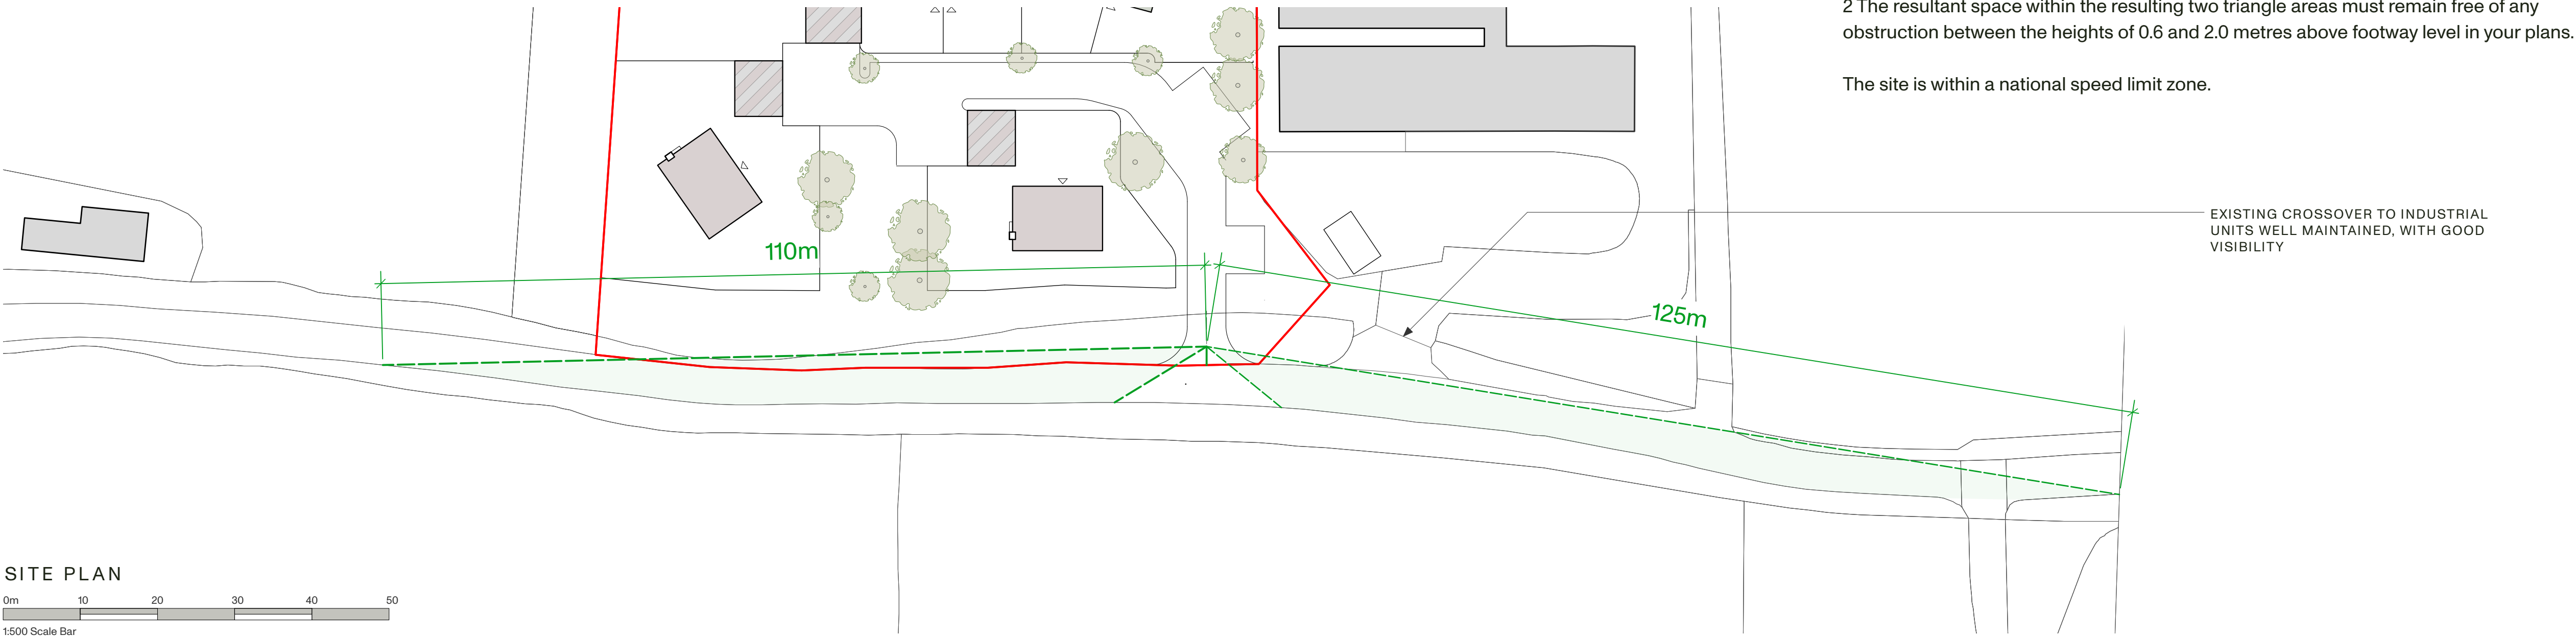 2 The resultant space within the resulting two triangle areas must remain free of any
obstruction between the heights of 0.6 and 2.0 metres above footway level in your plans.
The site is within a national speed limit zone.
EXISTING CROSSOVER TO INDUSTRIAL
UNITS WELL MAINTAINED, WITH GOOD
VISIBILITY
110m
125m
SITE PLAN
0m 10 20 30 40 50
1:500 Scale Bar